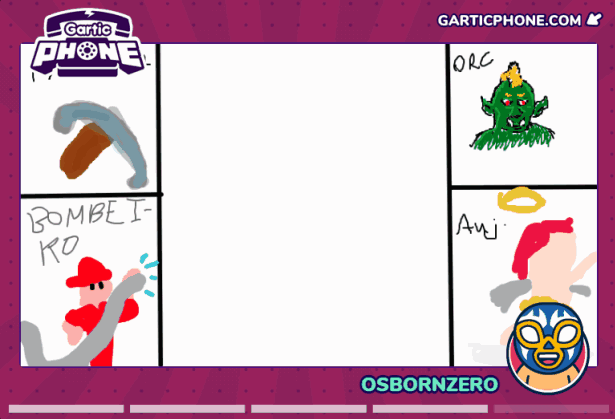 Gartic
PHONE
GARTICPHONE.COM
ORC
BOMBEI-
RO
Anj.
OSBORNZERO